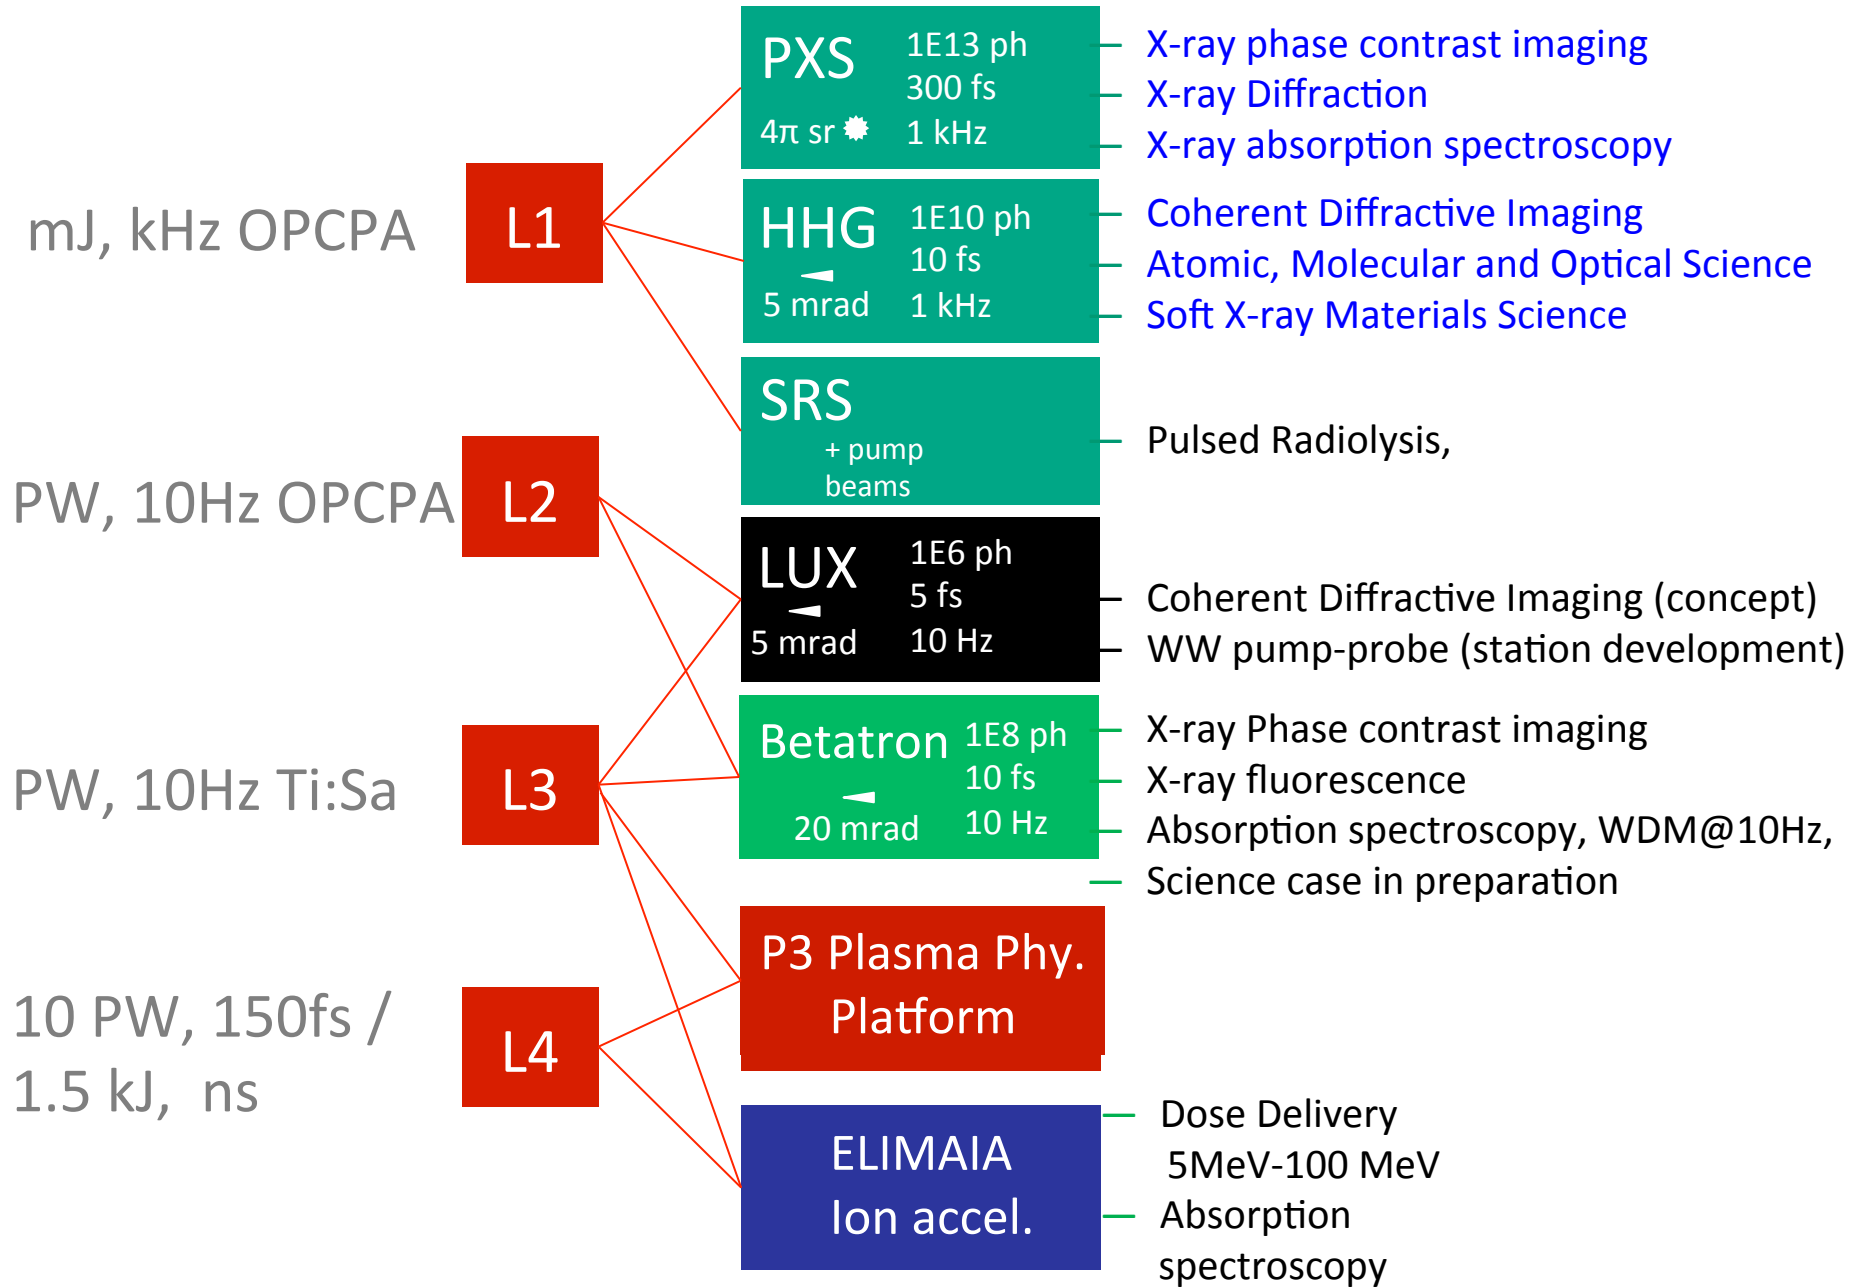 mJ, kHz OPCPA
L1
PW, 10Hz OPCPA
L2
PW, 10Hz Ti:Sa
L3
10 PW, 150fs /
1.5 kJ,  ns
L4
PXS
4π sr
1E13 ph
300 fs
1 kHz
— X-ray phase contrast imaging
— X-ray Diffraction
— X-ray absorption spectroscopy
HHG
5 mrad
1E10 ph
10 fs
1 kHz
— Coherent Diffractive Imaging
— Atomic, Molecular and Optical Science
— Soft X-ray Materials Science
SRS
+ pump
beams
— Pulsed Radiolysis,
LUX
5 mrad
1E6 ph
5 fs
10 Hz
— Coherent Diffractive Imaging (concept)
— WW pump-probe (station development)
Betatron
20 mrad
1E8 ph
10 fs
10 Hz
— X-ray Phase contrast imaging
— X-ray fluorescence
— Absorption spectroscopy, WDM@10Hz,
— Science case in preparation
P3 Plasma Phy.
Platform
ELIMAIA
Ion accel.
— Dose Delivery
5MeV-100 MeV
— Absorption
spectroscopy